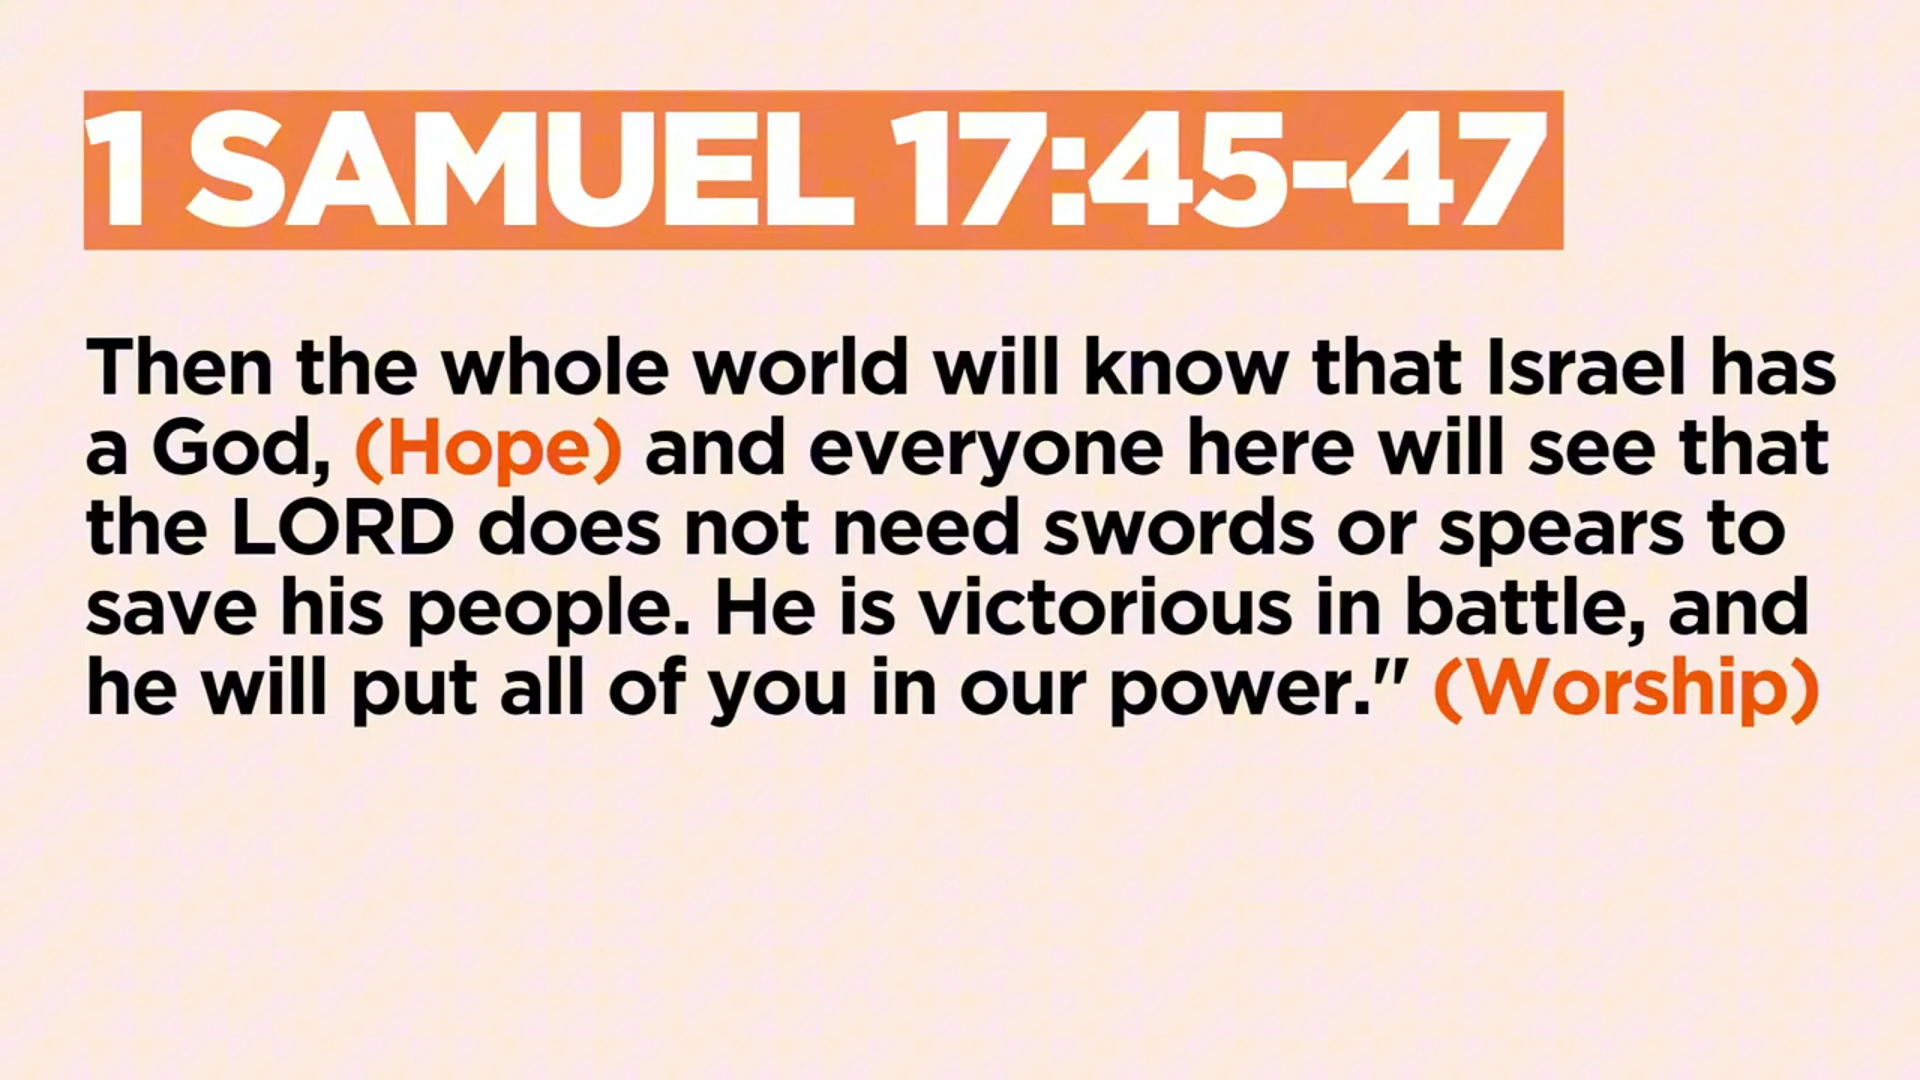 1 SAMUEL 17:45-47
Then the whole world will know that Israel has
a God, (Hope) and everyone here will see that
the LORD does not need swords or spears to
save his people. He is victorious in battle, and
he will put all of you in our power." (Worship)